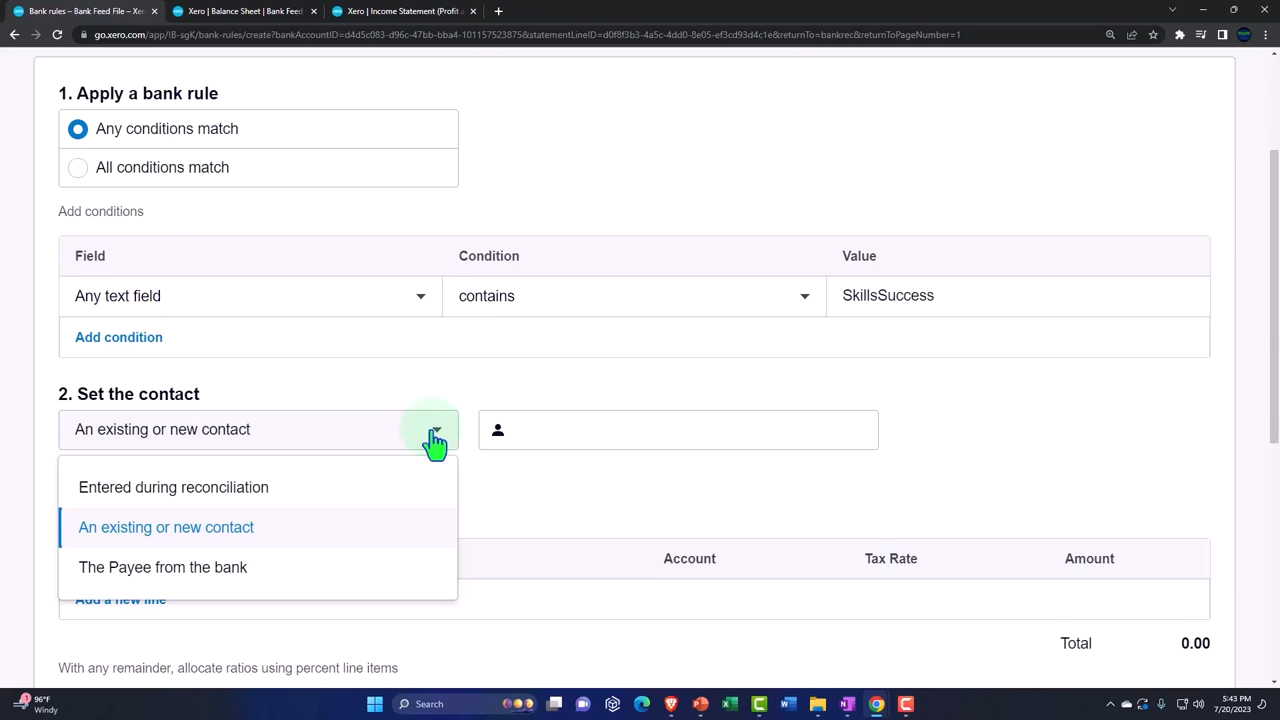 Bank rules – Bank Feed File – Xe
Xero | Balance Sheet | Bank Feed
Xero | Income Statement (Profit a
go.xero.com/app/!8-sgK/bank-rules/create?bankAccountID=d4d5c083-d96c-47bb-bba4-101157523875&statementLineID=d0f8f3b3-4a5c-4dd0-8e05-ef3cd93d4c1e&returnTo=bankrec&returnToPageNumber=1
1. Apply a bank rule
Any conditions match
All conditions match
Add conditions
Field Condition Value
Any text field contains SkillsSuccess
Add condition
2. Set the contact
An existing or new contact
Entered during reconciliation
An existing or new contact
The Payee from the bank
Account Tax Rate Amount
Add a new line
Total 0.00
With any remainder, allocate ratios using percent line items
96°F
Windy
Search
5:43 PM
7/20/2023